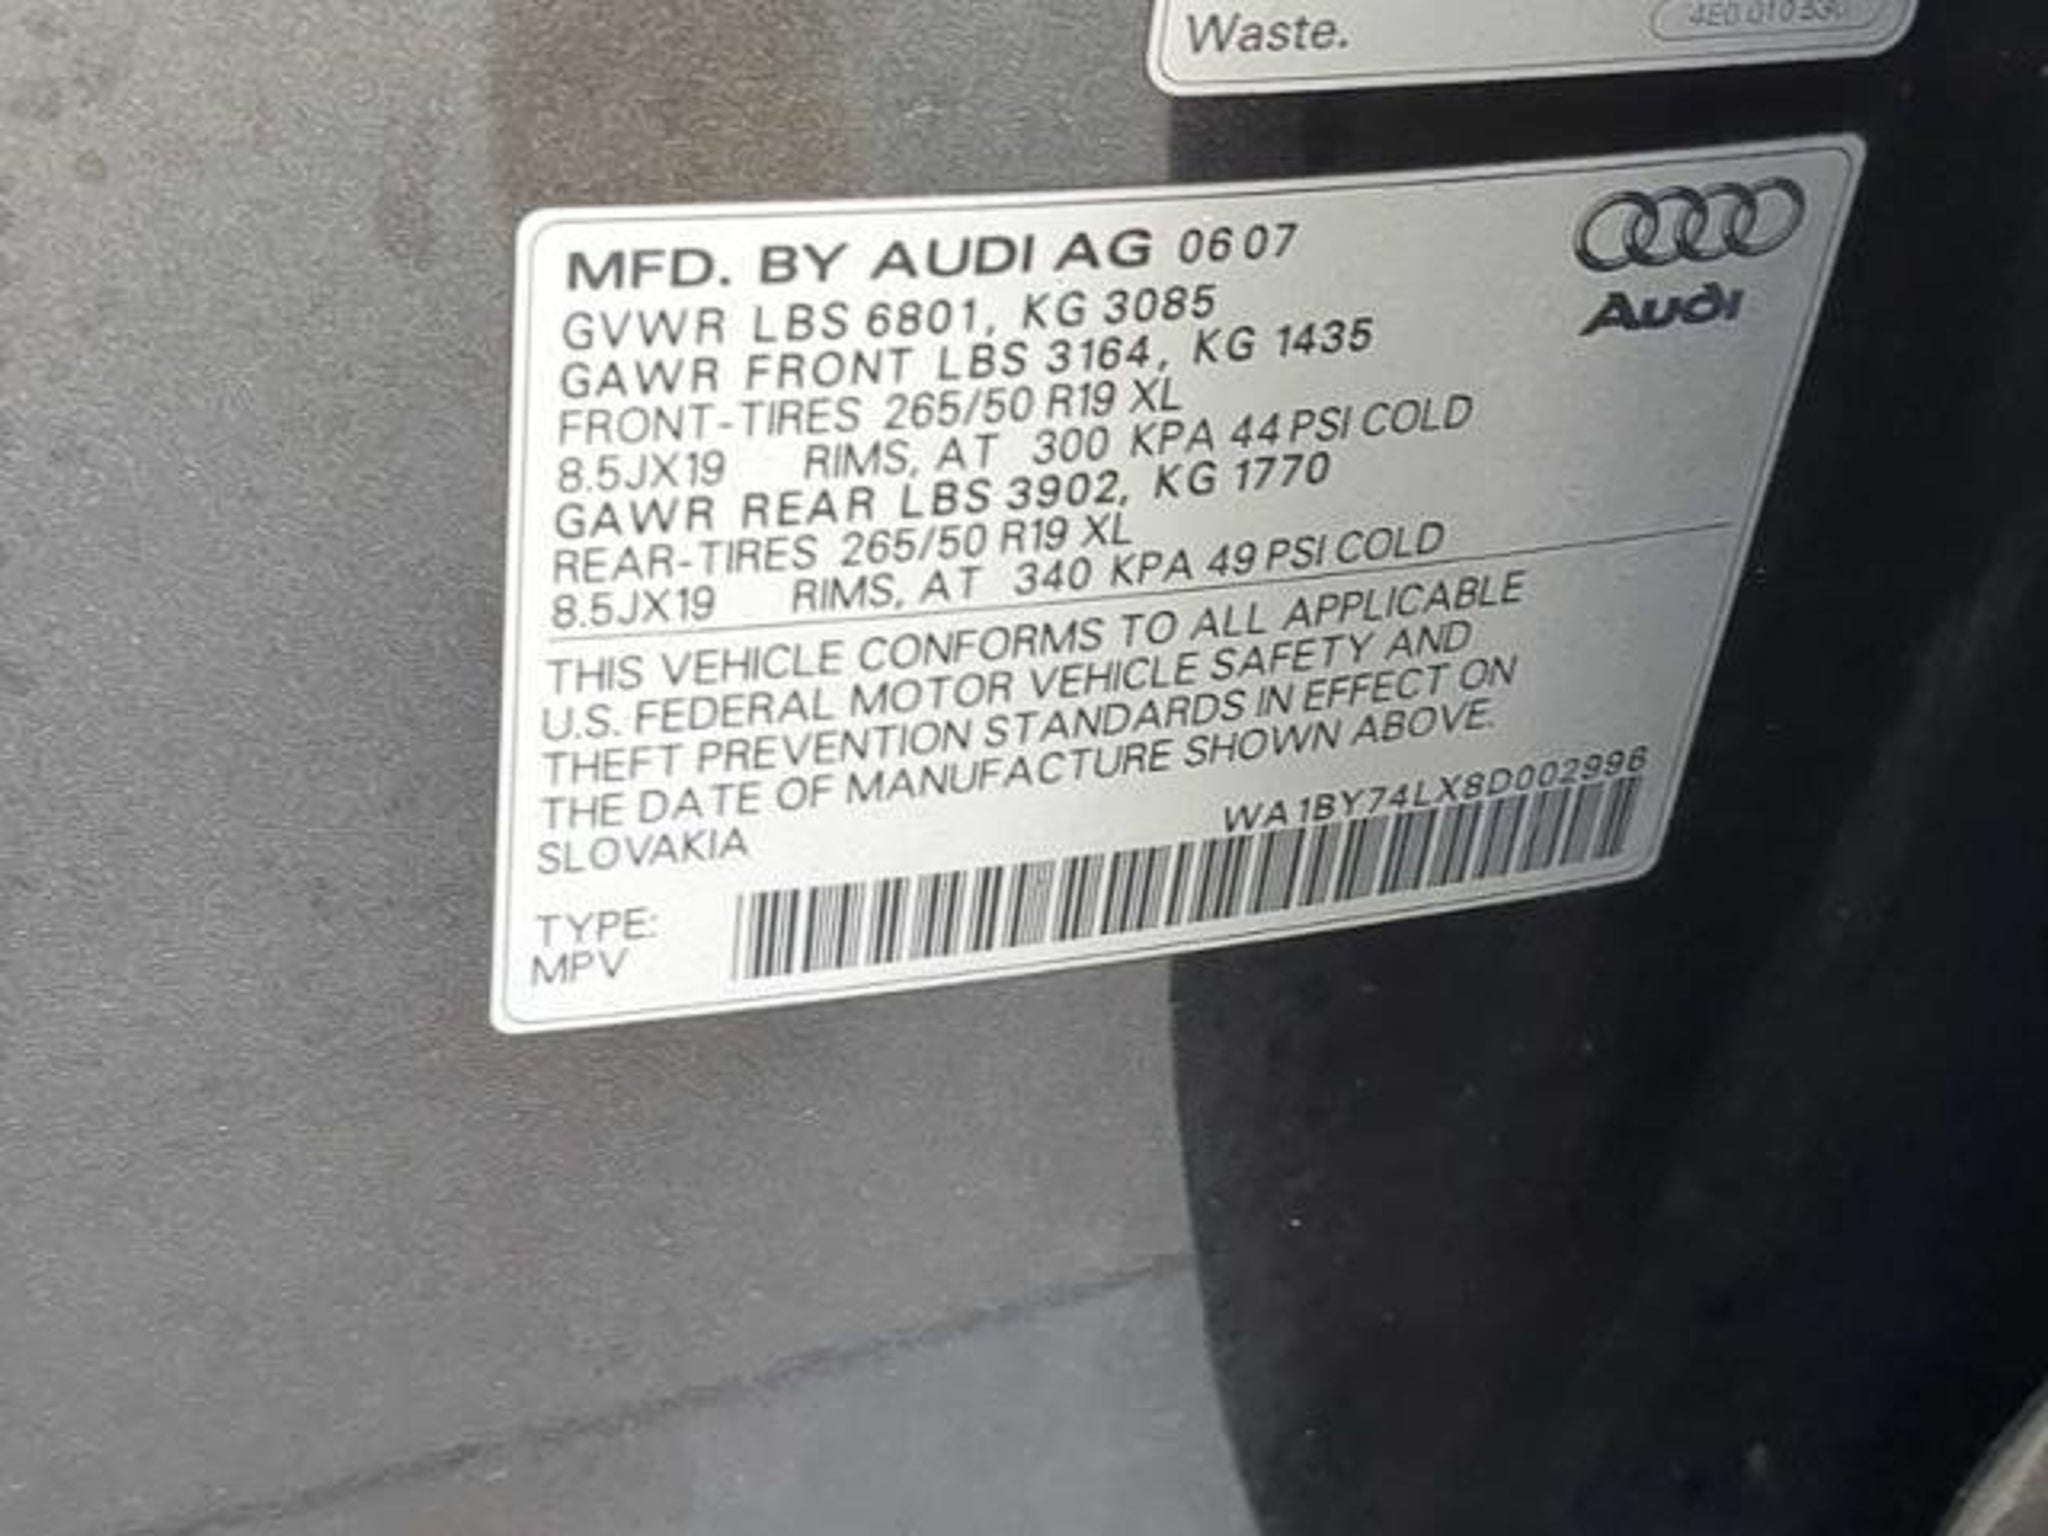 Waste.
4E0 010 530
MFD. BY AUDI AG 06 07
Audi
GVWR LBS 6801, KG 3085
GAWR FRONT LBS 3164, KG 1435
FRONT-TIRES 265/50 R19 XL
8.5JX19 RIMS, AT 300 KPA 44 PSI COLD
GAWR REAR LBS 3902, KG 1770
REAR-TIRES 265/50 R19 XL
8.5JX19 RIMS, AT 340 KPA 49 PSI COLD
THIS VEHICLE CONFORMS TO ALL APPLICABLE
U.S. FEDERAL MOTOR VEHICLE SAFETY AND
THEFT PREVENTION STANDARDS IN EFFECT ON
THE DATE OF MANUFACTURE SHOWN ABOVE.
SLOVAKIA
WA1BY74LX8D002996
TYPE:
MPV